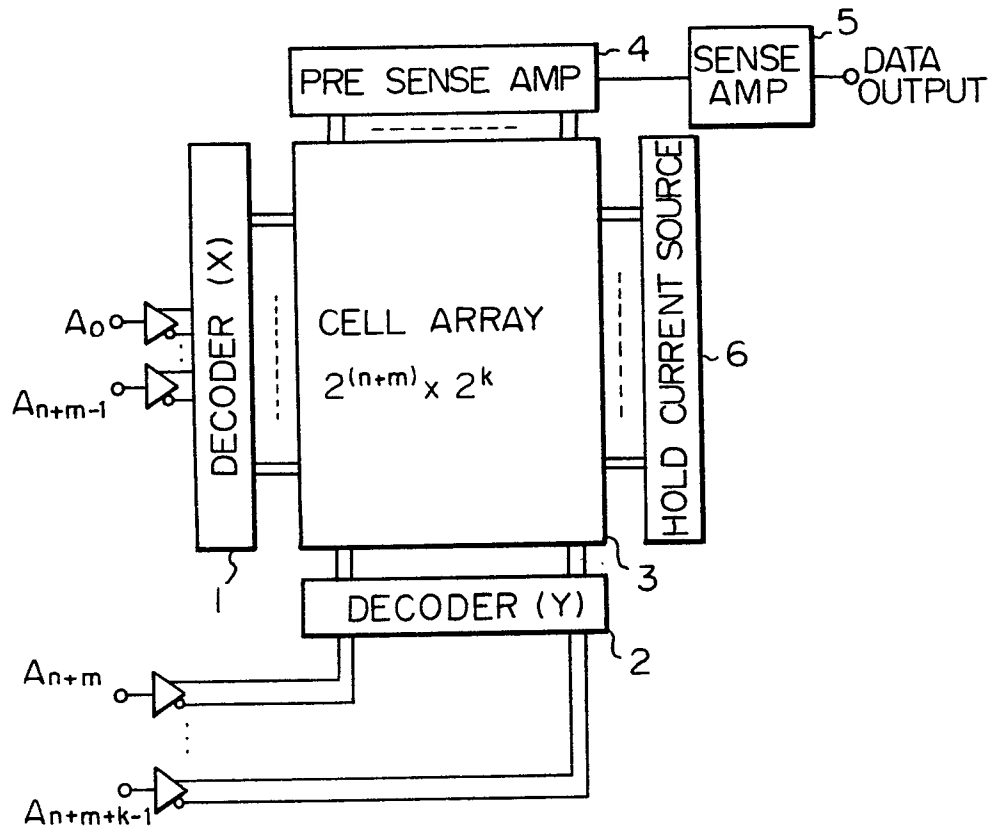 4
5
PRE SENSE AMP
SENSE
AMP
DATA
OUTPUT
DECODER (X)
HOLD CURRENT SOURCE
A0
An+m-1
CELL ARRAY
2^(n+m) x 2^k
6
1
3
DECODER (Y)
2
An+m
An+m+k-1